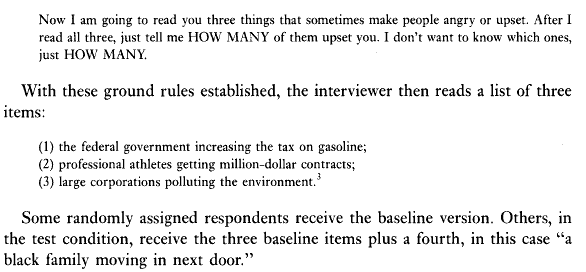 Now I am going to read you three things that sometimes make people angry or upset. After I
read all three, just tell me HOW MANY of them upset you. I don't want to know which ones,
just HOW MANY.
With these ground rules established, the interviewer then reads a list of three
items:
(1) the federal government increasing the tax on gasoline;
(2) professional athletes getting million-dollar contracts;
(3) large corporations polluting the environment.³
Some randomly assigned respondents receive the baseline version. Others, in
the test condition, receive the three baseline items plus a fourth, in this case “a
black family moving in next door.”